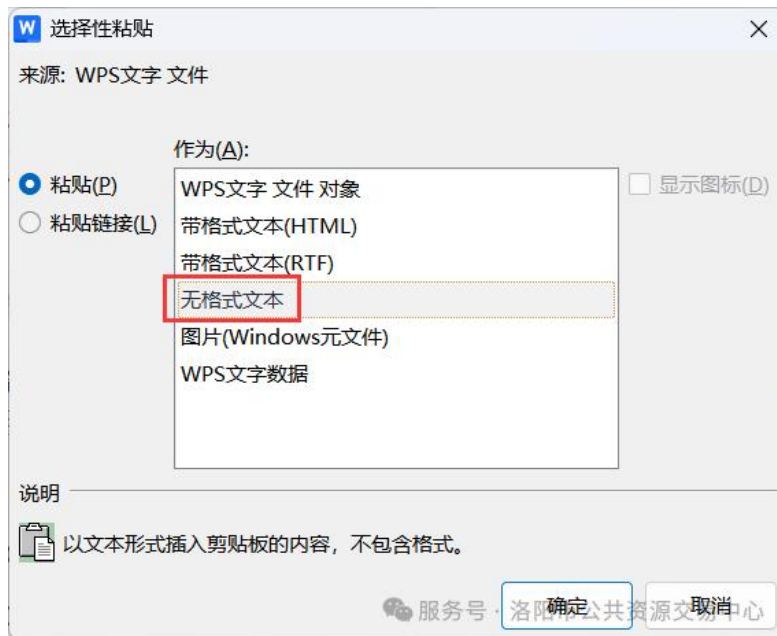 选择性粘贴
来源: WPS文字 文件
作为(A):
粘贴(P)
粘贴链接(L)
WPS文字 文件 对象
带格式文本(HTML)
带格式文本(RTF)
无格式文本
图片(Windows元文件)
WPS文字数据
显示图标(D)
说明
以文本形式插入剪贴板的内容，不包含格式。
确定
取消
服务号 · 洛阳市公共资源交易中心